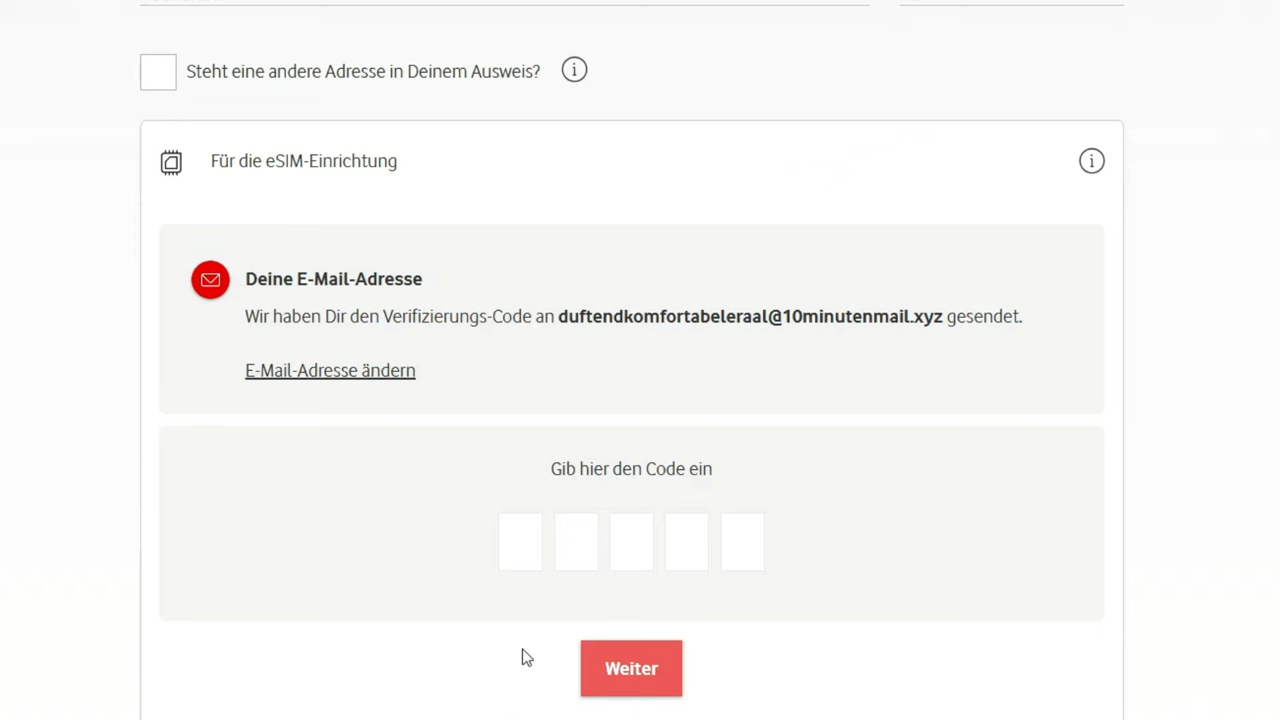 Steht eine andere Adresse in Deinem Ausweis?
Für die eSIM-Einrichtung
Deine E-Mail-Adresse
Wir haben Dir den Verifizierungs-Code an duftendkomfortabeleraal@10minutenmail.xyz gesendet.
E-Mail-Adresse ändern
Gib hier den Code ein
Weiter